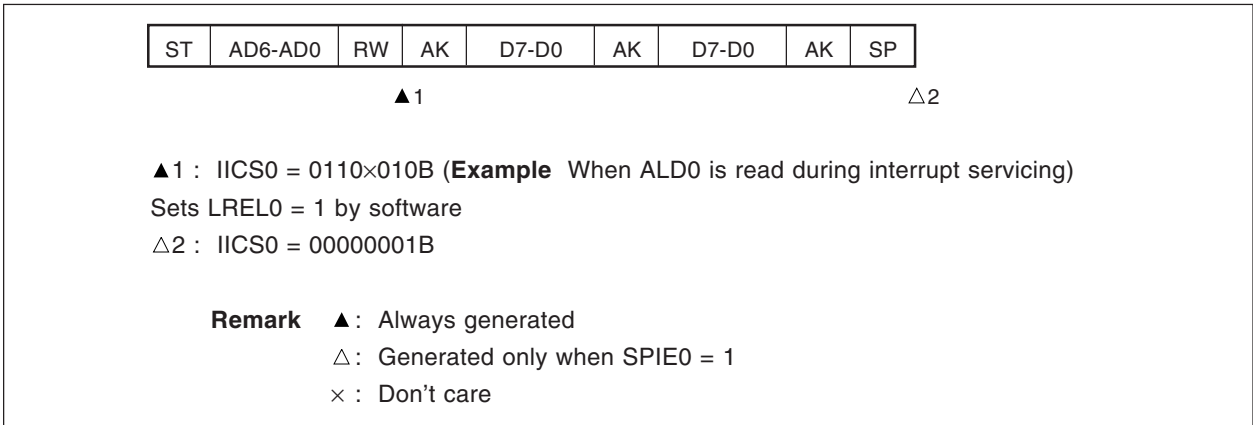 ST AD6-AD0 RW AK D7-D0 AK D7-D0 AK SP
▲1 △2
▲1 : IICS0 = 0110×010B (Example When ALD0 is read during interrupt servicing)
Sets LREL0 = 1 by software
△2 : IICS0 = 00000001B
Remark ▲: Always generated
△: Generated only when SPIE0 = 1
× : Don't care